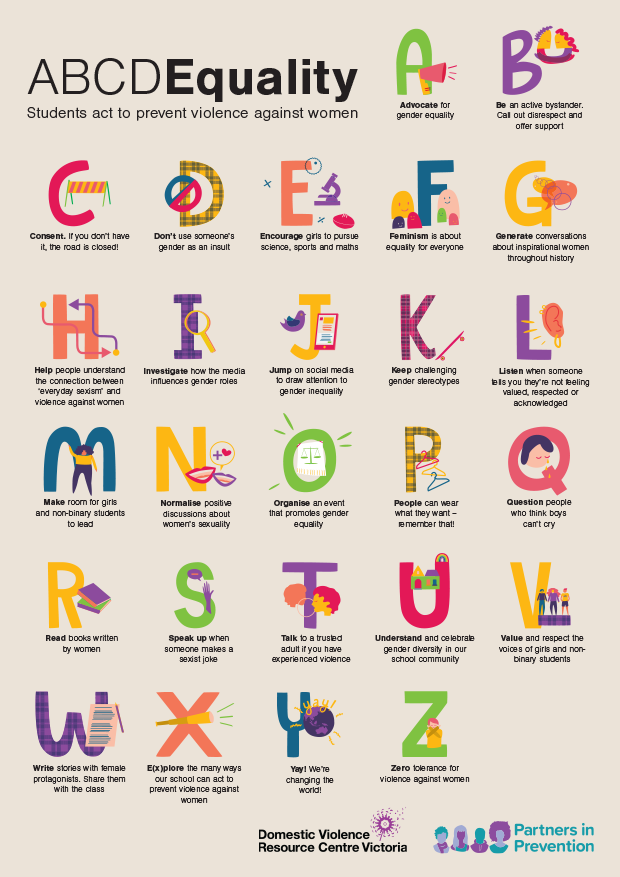 ABCDEquality
Students act to prevent violence against women
A
Advocate for
gender equality
B
Be an active bystander.
Call out disrespect and
offer support
C
Consent. If you don't have
it, the road is closed!
D
Don't use someone's
gender as an insult
E
Encourage girls to pursue
science, sports and maths
F
Feminism is about
equality for everyone
G
Generate conversations
about inspirational women
throughout history
H
Help people understand
the connection between
'everyday sexism' and
violence against women
I
Investigate how the media
influences gender roles
J
Jump on social media
to draw attention to
gender inequality
K
Keep challenging
gender stereotypes
L
Listen when someone
tells you they're not feeling
valued, respected or
acknowledged
M
Make room for girls
and non-binary students
to lead
N
Normalise positive
discussions about
women's sexuality
O
Organise an event
that promotes gender
equality
P
People can wear
what they want –
remember that!
Q
Question people
who think boys
can't cry
R
Read books written
by women
S
Speak up when
someone makes a
sexist joke
T
Talk to a trusted
adult if you have
experienced violence
U
Understand and celebrate
gender diversity in our
school community
V
Value and respect the
voices of girls and non-
binary students
W
Write stories with female
protagonists. Share them
with the class
X
E(x)plore the many ways
our school can act to
prevent violence against
women
Y
yay!
Yay! We're
changing the
world!
Z
Zero tolerance for
violence against women
Domestic Violence
Resource Centre Victoria
Partners in
Prevention